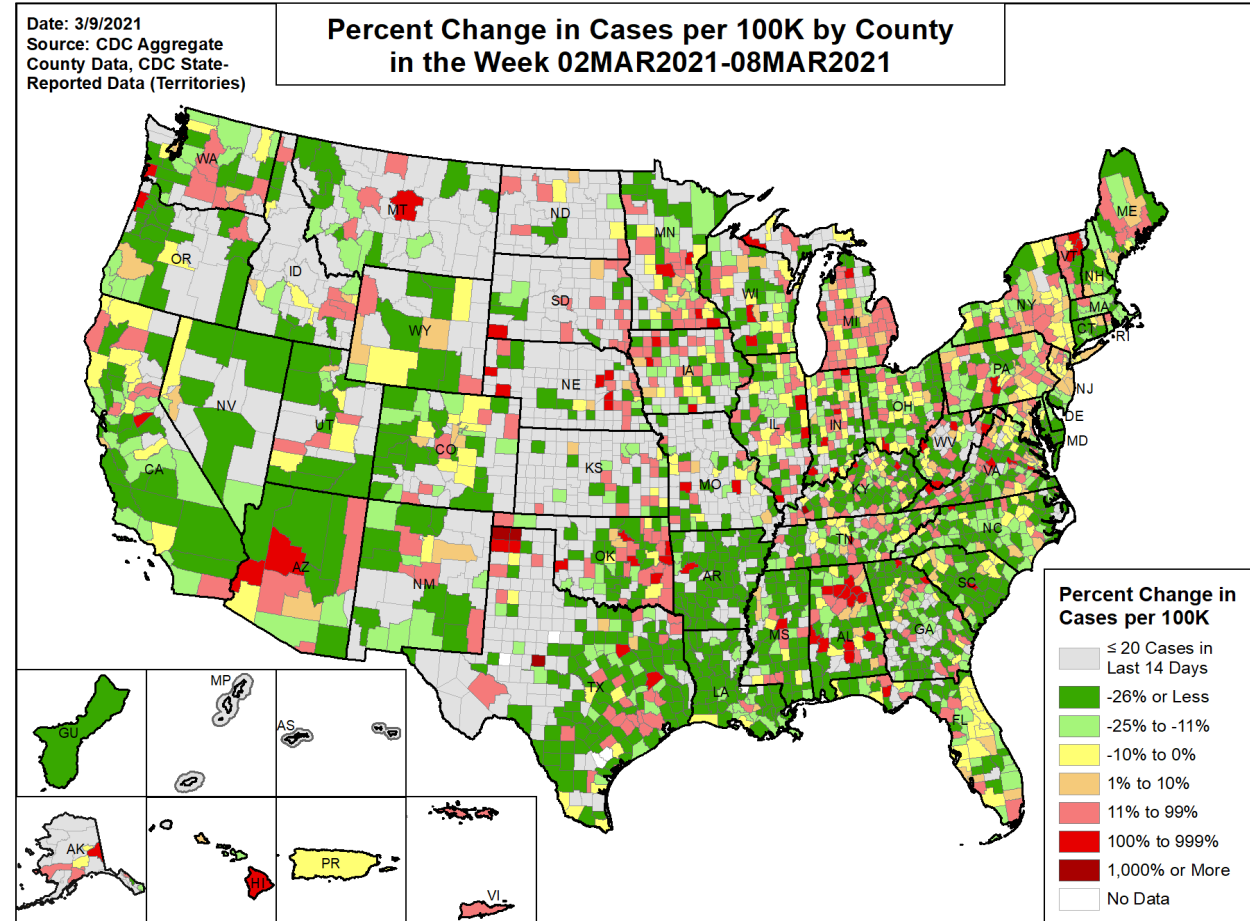 Date: 3/9/2021
Source: CDC Aggregate
County Data, CDC State-
Reported Data (Territories)
Percent Change in Cases per 100K by County
in the Week 02MAR2021-08MAR2021
WA
MT
ND
MN
ME
OR
ID
SD
WI
MI
VT
NH
NY
MA
CT
RI
WY
NE
IA
PA
NJ
NV
UT
CO
IL
IN
OH
DE
MD
CA
KS
MO
WV
VA
KY
AZ
NM
OK
AR
TN
NC
SC
TX
LA
MS
AL
GA
FL
GU
MP
AS
AK
HI
PR
VI
Percent Change in
Cases per 100K
≤ 20 Cases in
Last 14 Days
-26% or Less
-25% to -11%
-10% to 0%
1% to 10%
11% to 99%
100% to 999%
1,000% or More
No Data